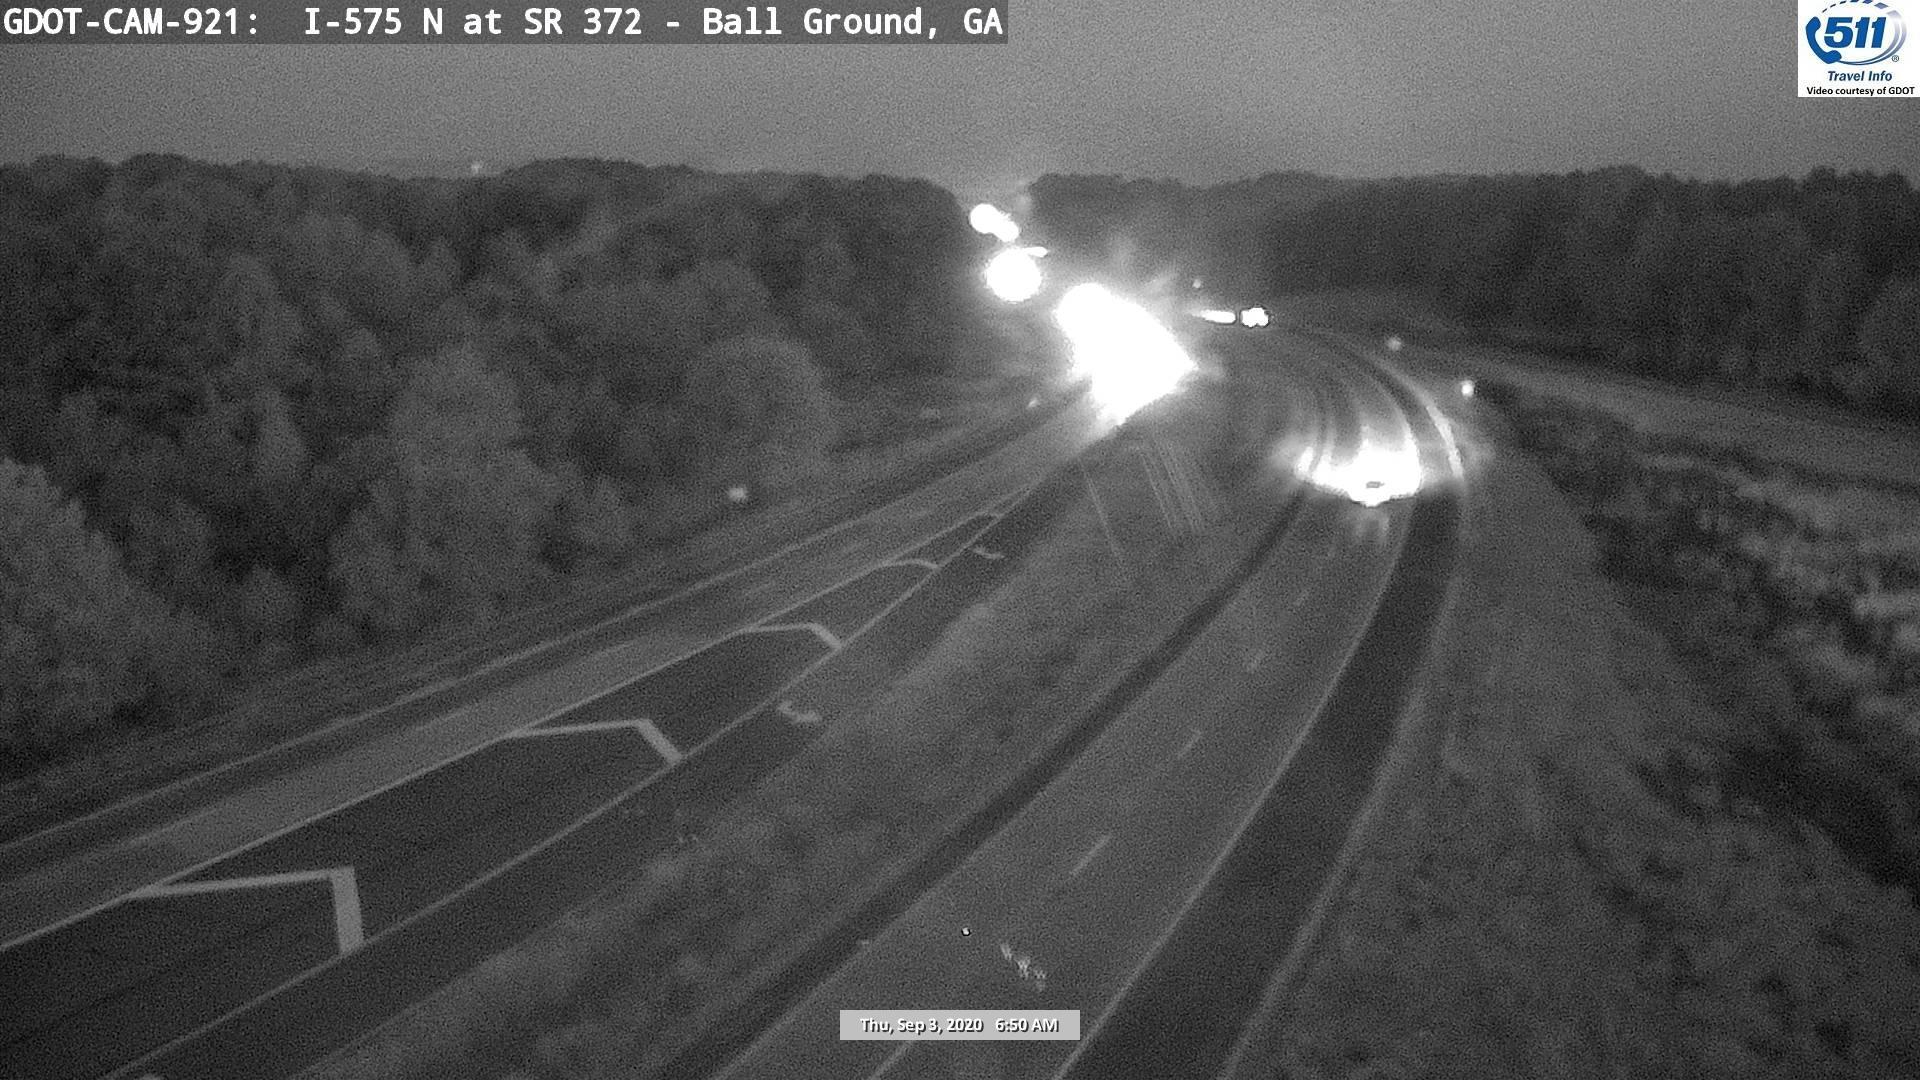 GDOT-CAM-921: I-575 N at SR 372 - Ball Ground, GA
511
®
Travel Info
Video courtesy of GDOT
Thu, Sep 3, 2020 6:50 AM